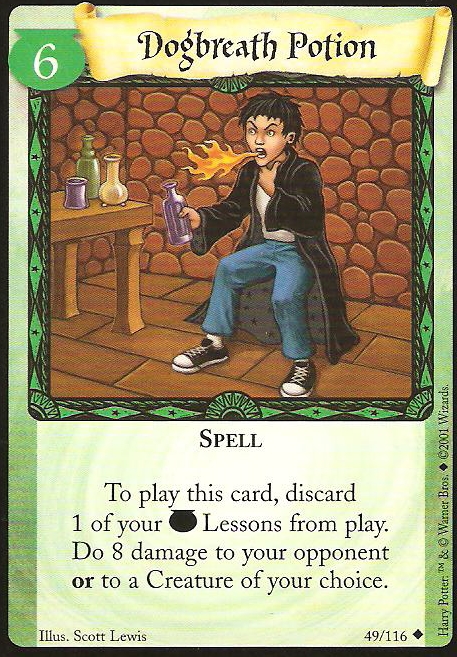 6
Dogbreath Potion
SPELL
To play this card, discard
1 of your Lessons from play.
Do 8 damage to your opponent
or to a Creature of your choice.
Illus. Scott Lewis
49/116 ◆
Harry Potter, ™ & © Warner Bros. ◆ ©2001 Wizards.